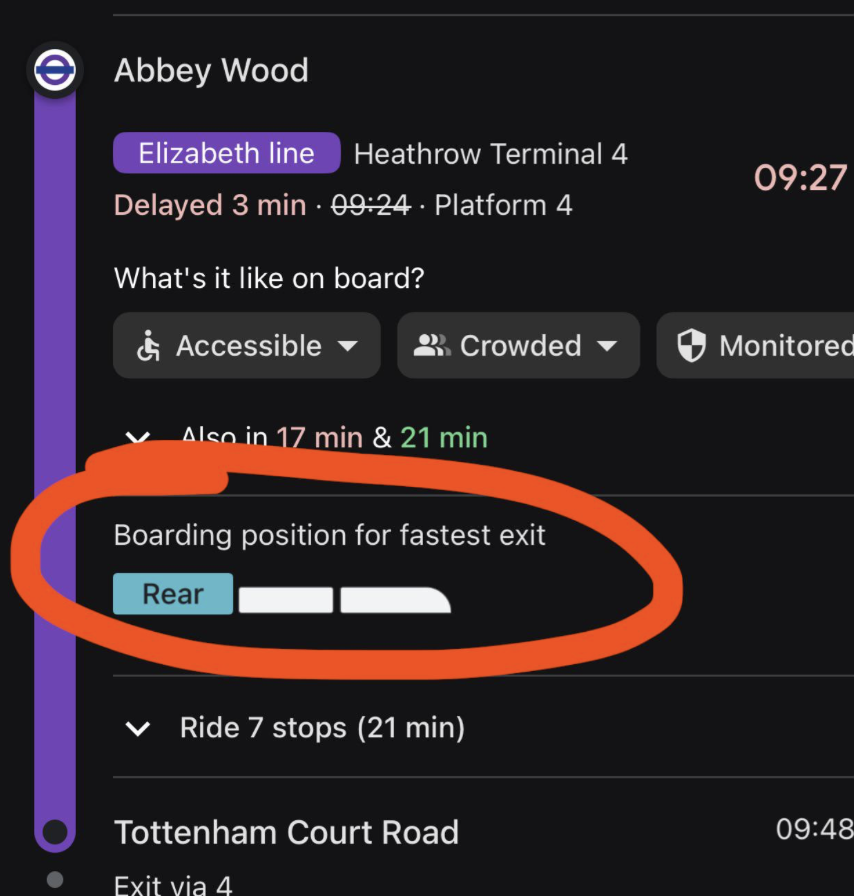 Abbey Wood
Elizabeth line Heathrow Terminal 4
09:27
Delayed 3 min · 09:24 · Platform 4
What's it like on board?
Accessible Crowded Monitored
Also in 17 min & 21 min
Boarding position for fastest exit
Rear
Ride 7 stops (21 min)
Tottenham Court Road 09:48
Exit via 4